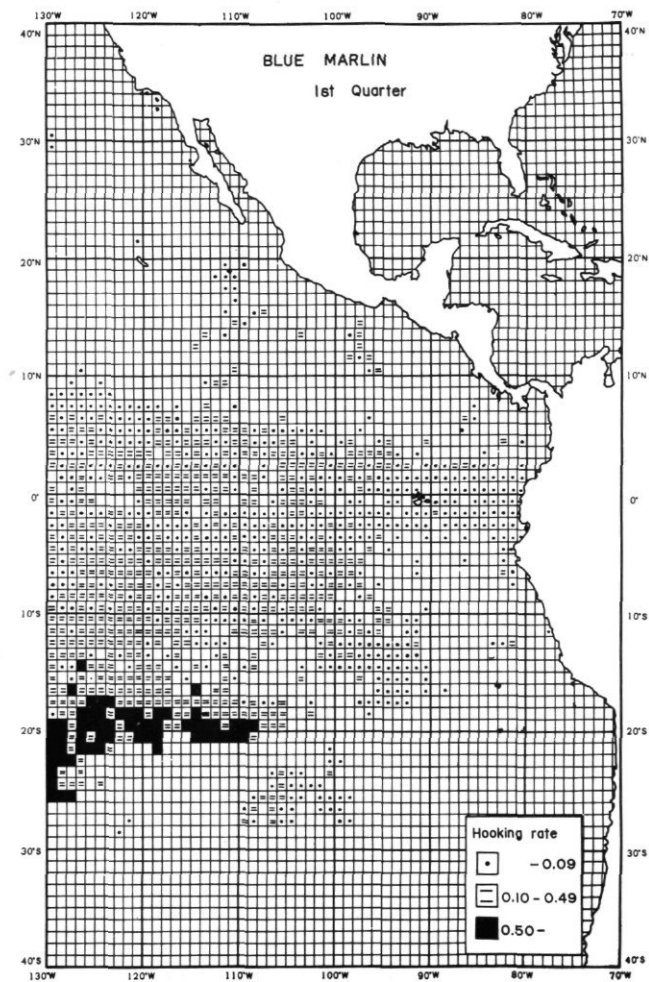 130°W 120°W 110°W 100°W 90°W 80°W 70°W
40°N 40°N
BLUE MARLIN
1st Quarter
30°N 30°N
20°N 20°N
10°N 10°N
0° 0°
10°S 10°S
20°S 20°S
30°S 30°S
40°S 40°S
Hooking rate
-0.09
0.10-0.49
0.50-
130°W 120°W 110°W 100°W 90°W 80°W 70°W